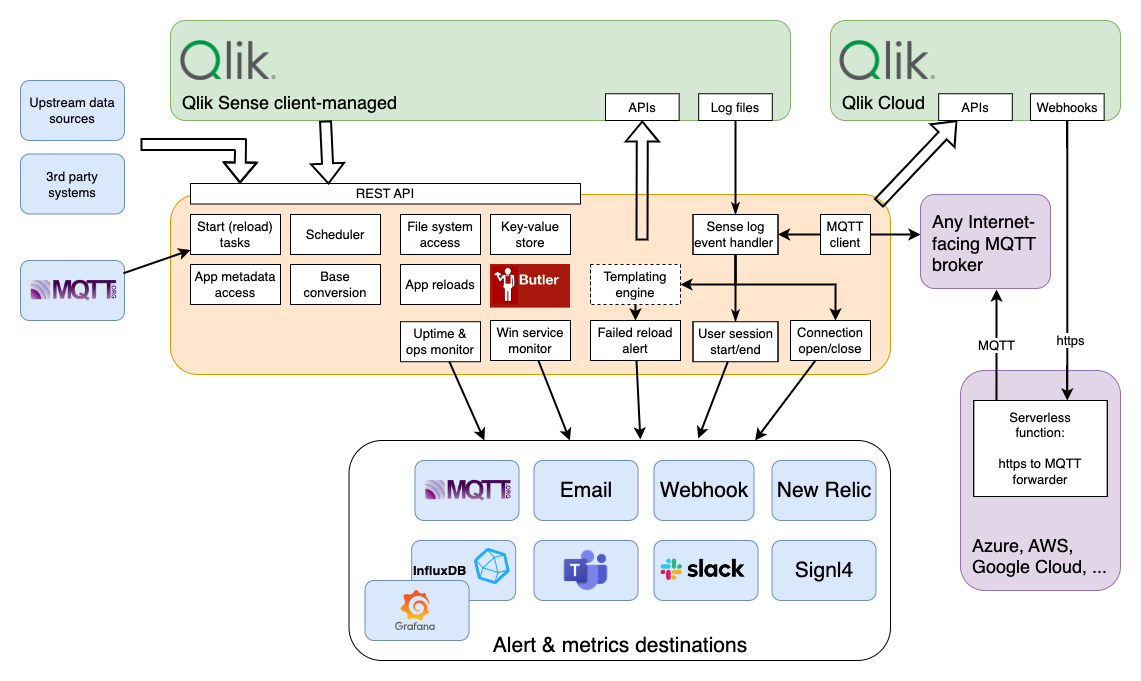 Qlik
Qlik Sense client-managed
APIs
Log files
Qlik
Qlik Cloud
APIs
Webhooks
Upstream data
sources
3rd party
systems
MQTT.ORG
REST API
Start (reload)
tasks
Scheduler
File system
access
Key-value
store
Sense log
event handler
MQTT
client
App metadata
access
Base
conversion
App reloads
Butler
Templating
engine
Uptime &
ops monitor
Win service
monitor
Failed reload
alert
User session
start/end
Connection
open/close
Any Internet-
facing MQTT
broker
MQTT
https
Serverless
function:
https to MQTT
forwarder
Azure, AWS,
Google Cloud, ...
MQTT.ORG
Email
Webhook
New Relic
InfluxDB
Grafana
T
slack
Signl4
Alert & metrics destinations